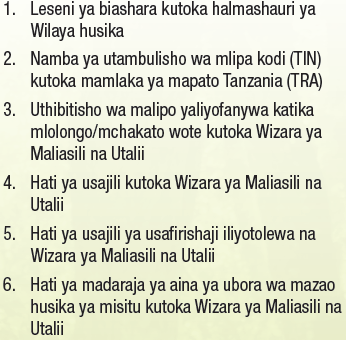 1. Leseni ya biashara kutoka halmashauri ya
Wilaya husika
2. Namba ya utambulisho wa mlipa kodi (TIN)
kutoka mamlaka ya mapato Tanzania (TRA)
3. Uthibitisho wa malipo yaliyofanywa katika
mlolongo/mchakato wote kutoka Wizara ya
Maliasili na Utalii
4. Hati ya usajili kutoka Wizara ya Maliasili na
Utalii
5. Hati ya usajili ya usafirishaji iliyotolewa na
Wizara ya Maliasili na Utalii
6. Hati ya madaraja ya aina ya ubora wa mazao
husika ya misitu kutoka Wizara ya Maliasili na
Utalii